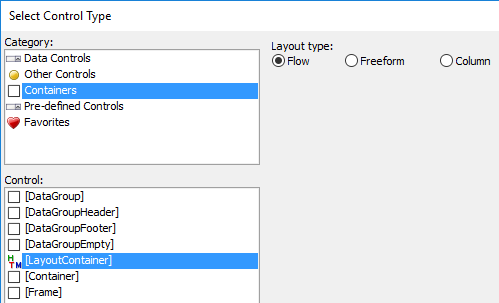 Select Control Type
Category:
Data Controls
Other Controls
Containers
Pre-defined Controls
Favorites
Layout type:
Flow Freeform Column
Control:
[DataGroup]
[DataGroupHeader]
[DataGroupFooter]
[DataGroupEmpty]
HTM [LayoutContainer]
[Container]
[Frame]